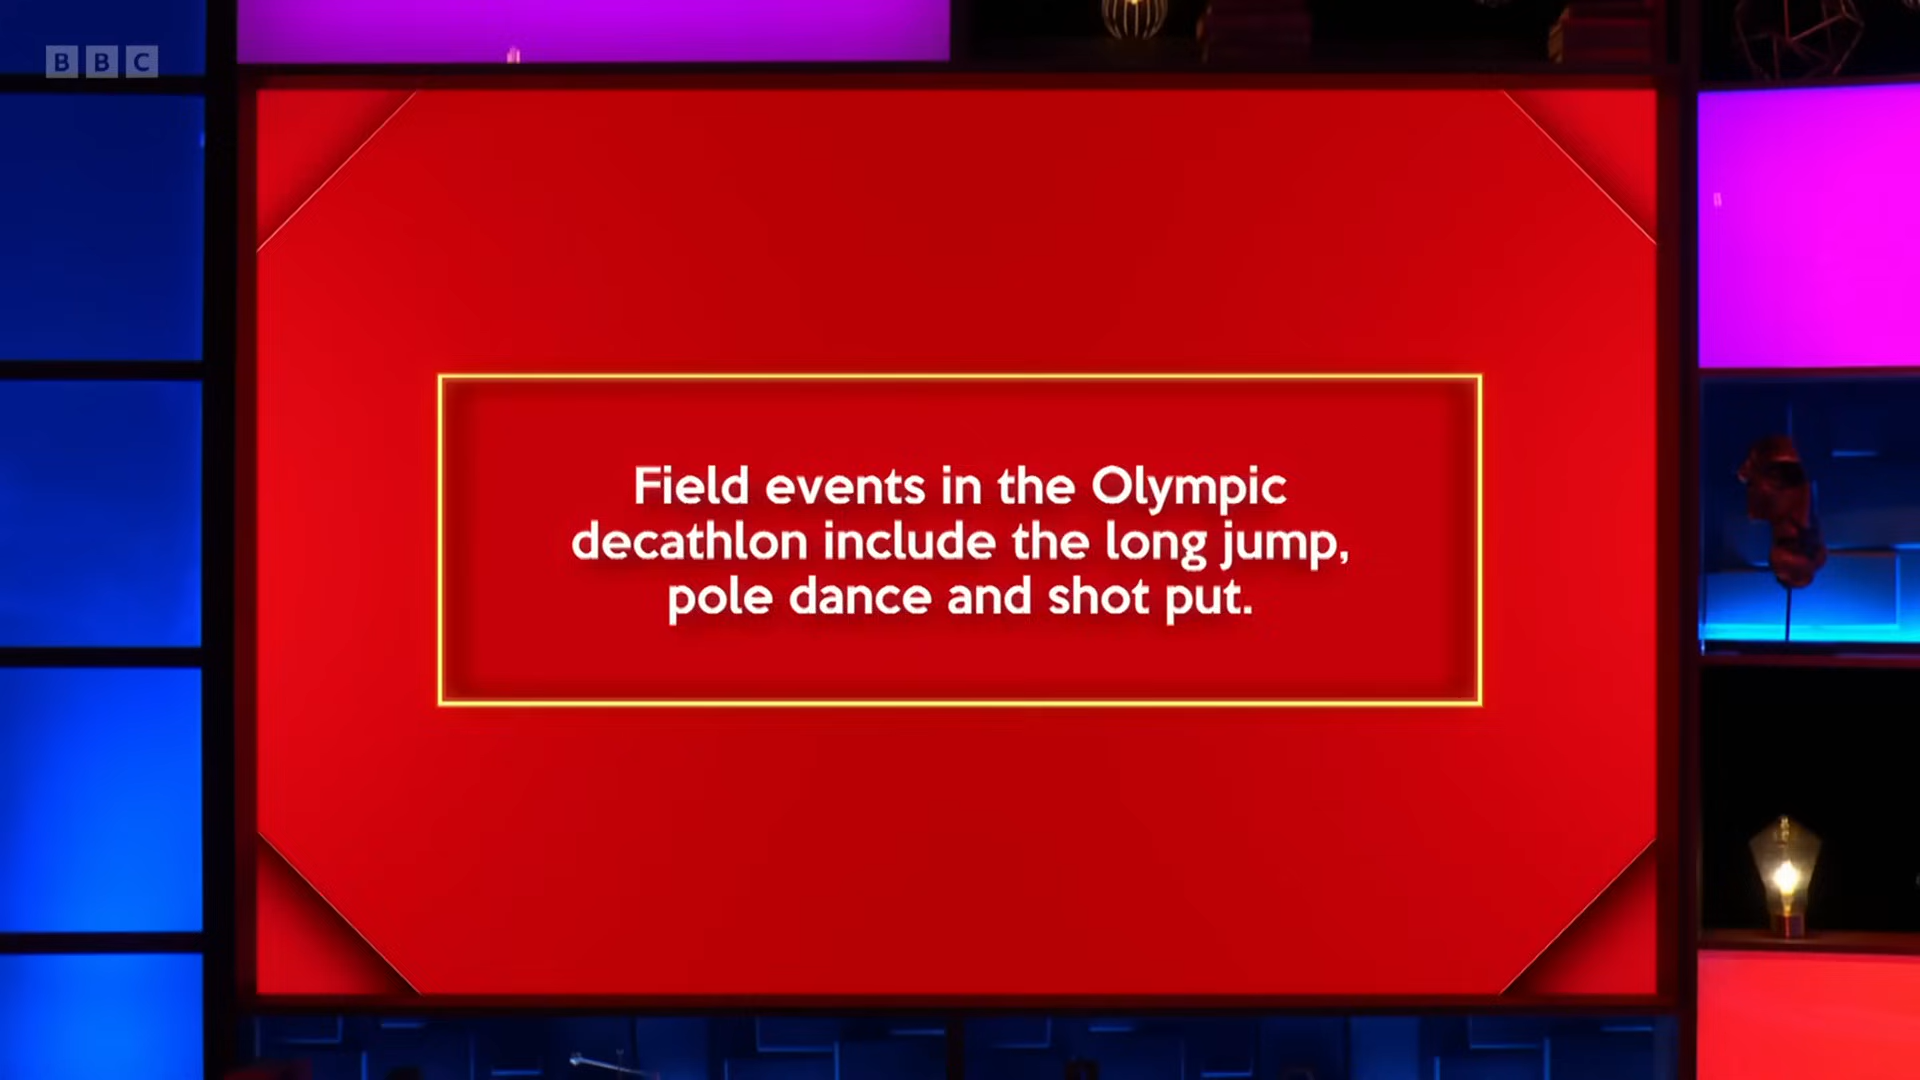 BBC
Field events in the Olympic
decathlon include the long jump,
pole dance and shot put.